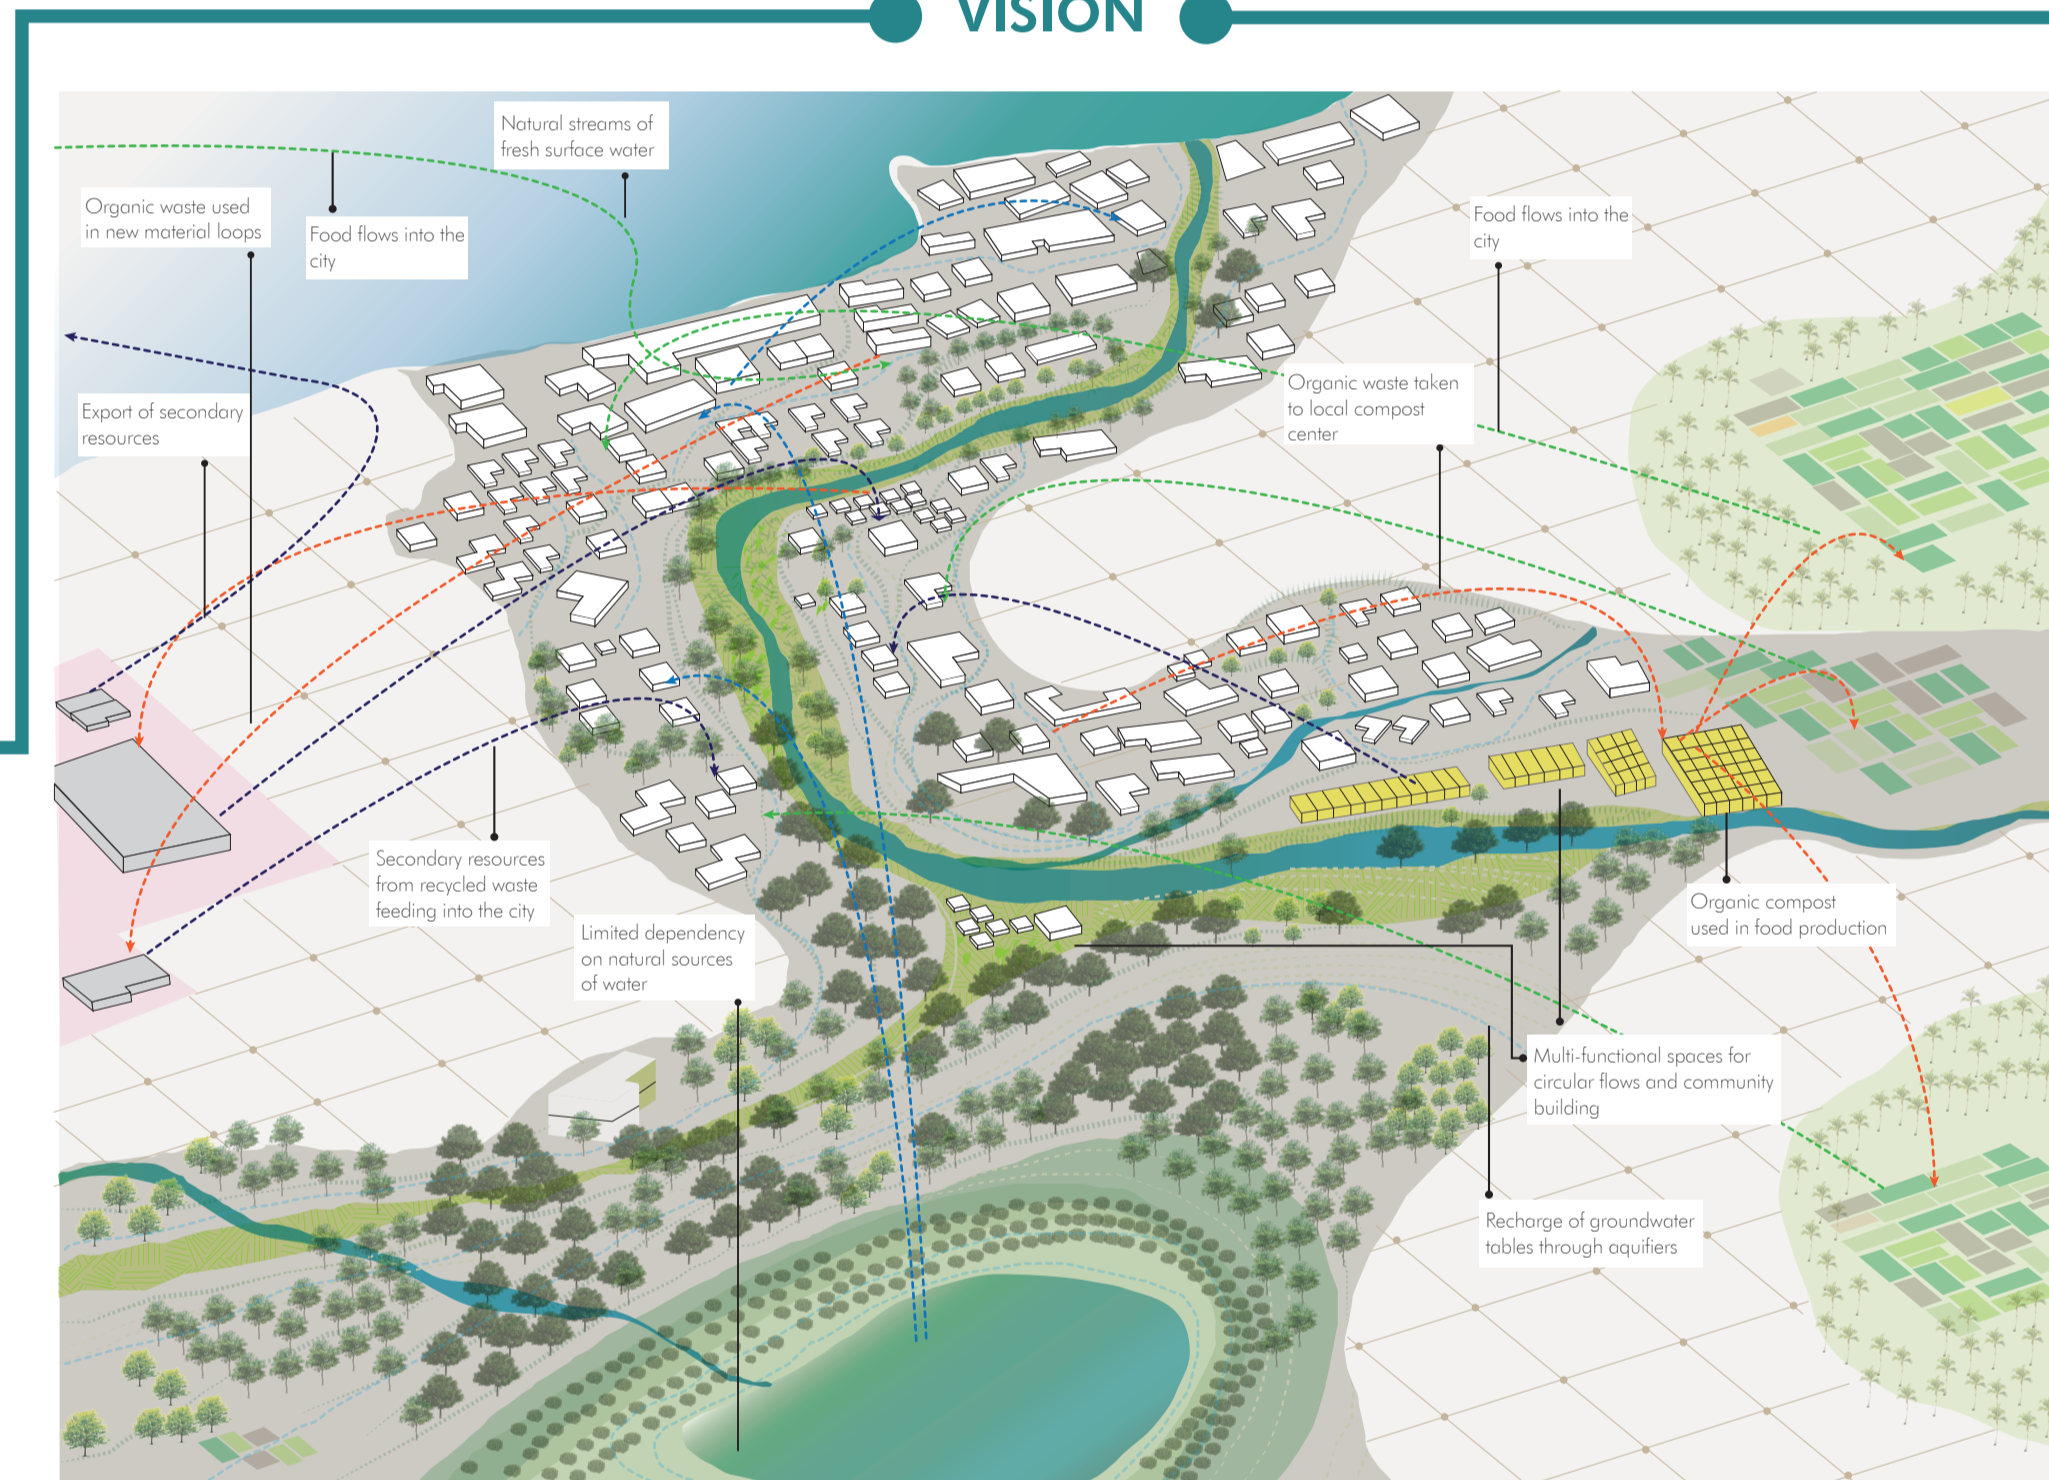 VISION
Natural streams of
fresh surface water
Organic waste used
in new material loops
Food flows into the
city
Food flows into the
city
Export of secondary
resources
Organic waste taken
to local compost
center
Secondary resources
from recycled waste
feeding into the city
Limited dependency
on natural sources
of water
Organic compost
used in food production
Multi-functional spaces for
circular flows and community
building
Recharge of groundwater
tables through aquifiers